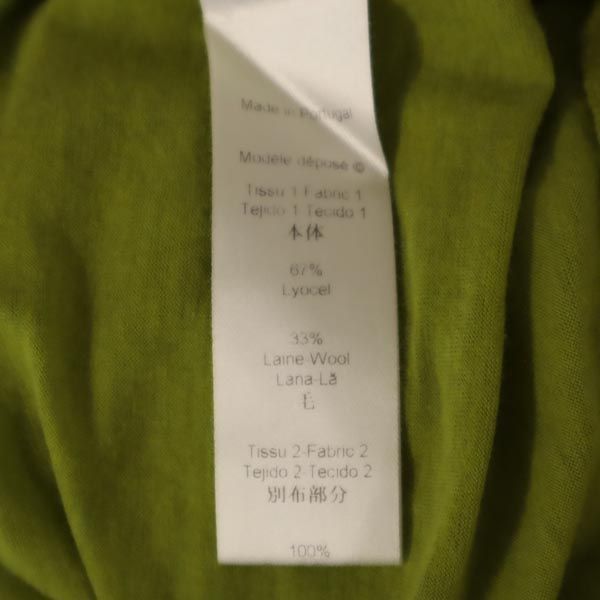 Made in Portugal
Modèle déposé ©
Tissu 1-Fabric 1
Tejido 1-Tecido 1
本体
67%
Lyocel
33%
Laine-Wool
Lana-Lã
毛
Tissu 2-Fabric 2
Tejido 2-Tecido 2
別布部分
100%